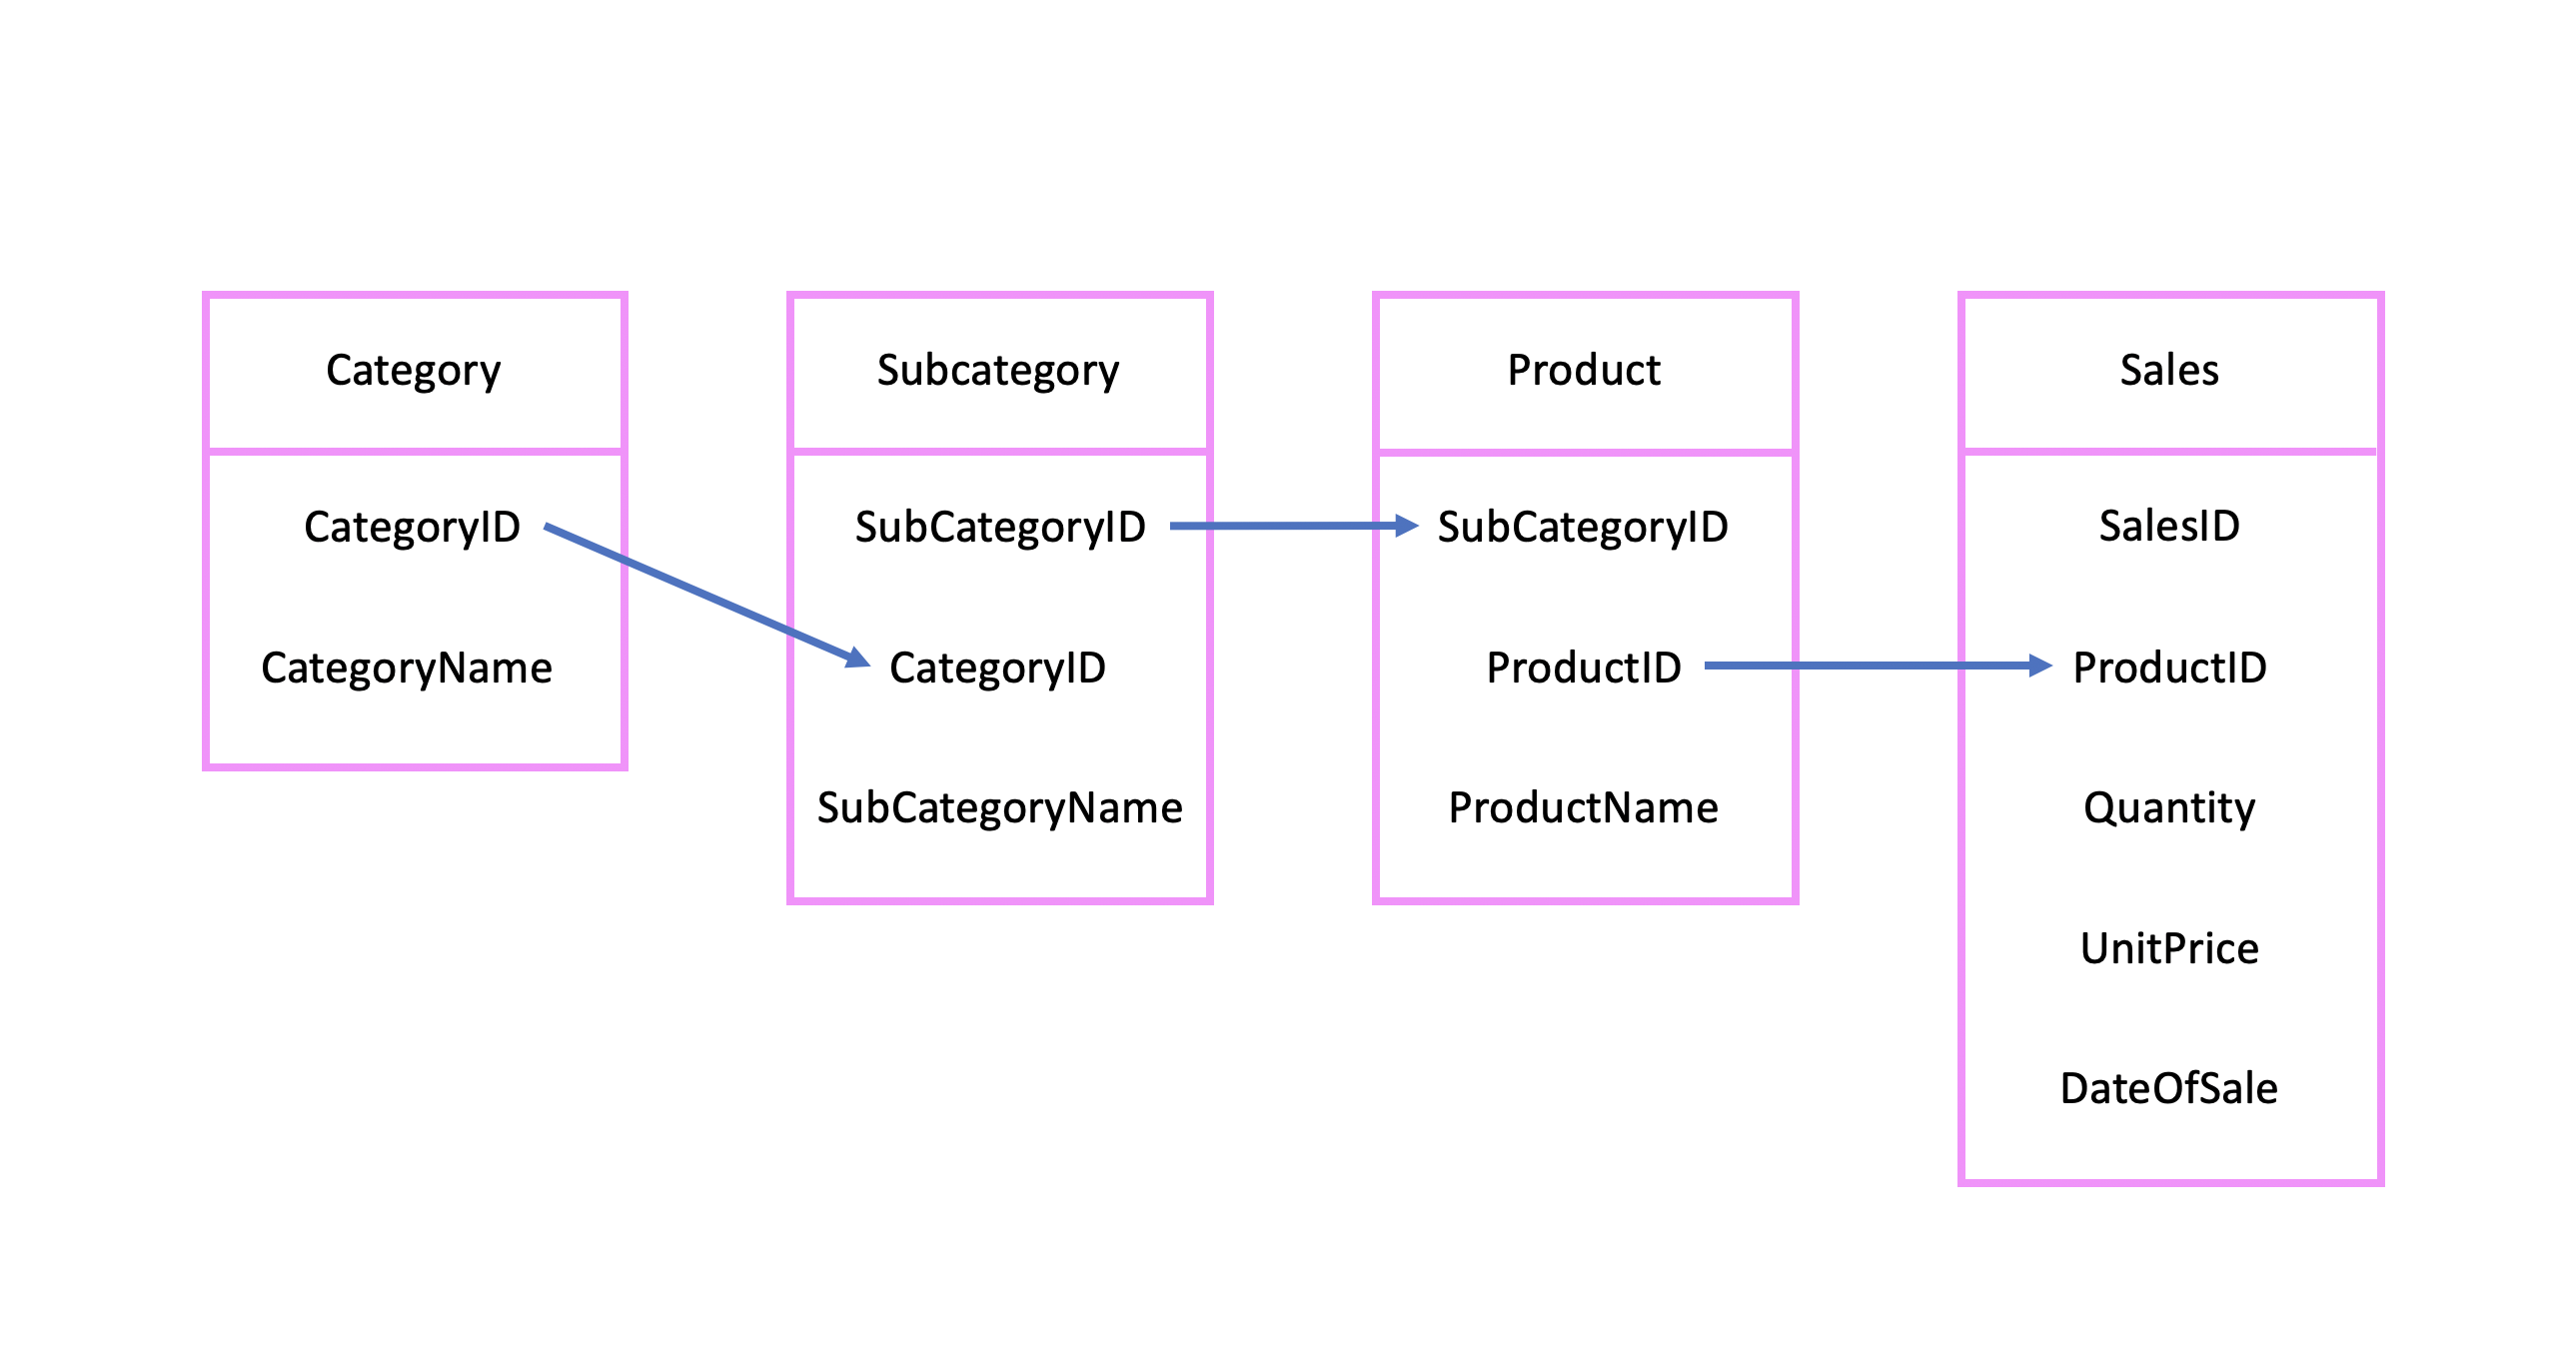 Category
CategoryID
CategoryName
Subcategory
SubCategoryID
CategoryID
SubCategoryName
Product
SubCategoryID
ProductID
ProductName
Sales
SalesID
ProductID
Quantity
UnitPrice
DateOfSale